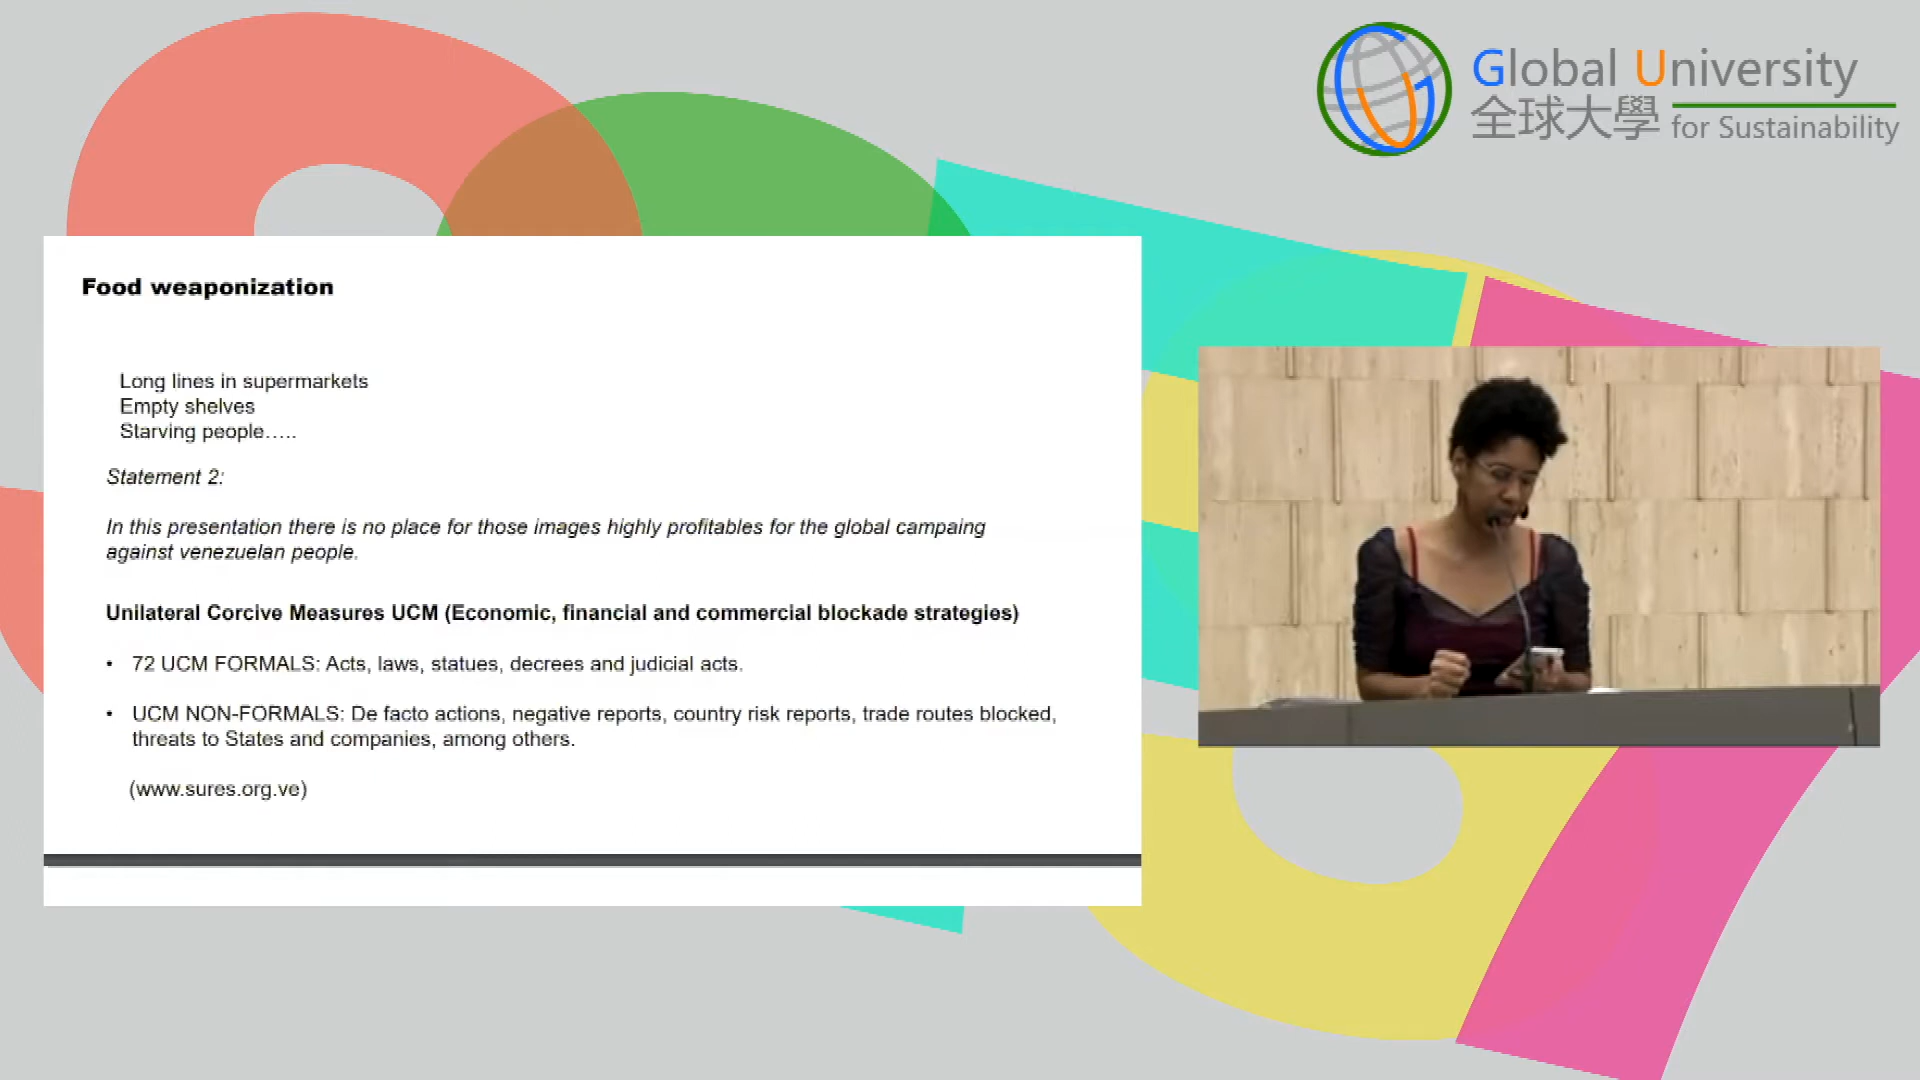 Global University
全球大學 for Sustainability
Food weaponization
Long lines in supermarkets
Empty shelves
Starving people…..
Statement 2:
In this presentation there is no place for those images highly profitables for the global campaing
against venezuelan people.
Unilateral Corcive Measures UCM (Economic, financial and commercial blockade strategies)
• 72 UCM FORMALS: Acts, laws, statues, decrees and judicial acts.
• UCM NON-FORMALS: De facto actions, negative reports, country risk reports, trade routes blocked,
threats to States and companies, among others.
(www.sures.org.ve)